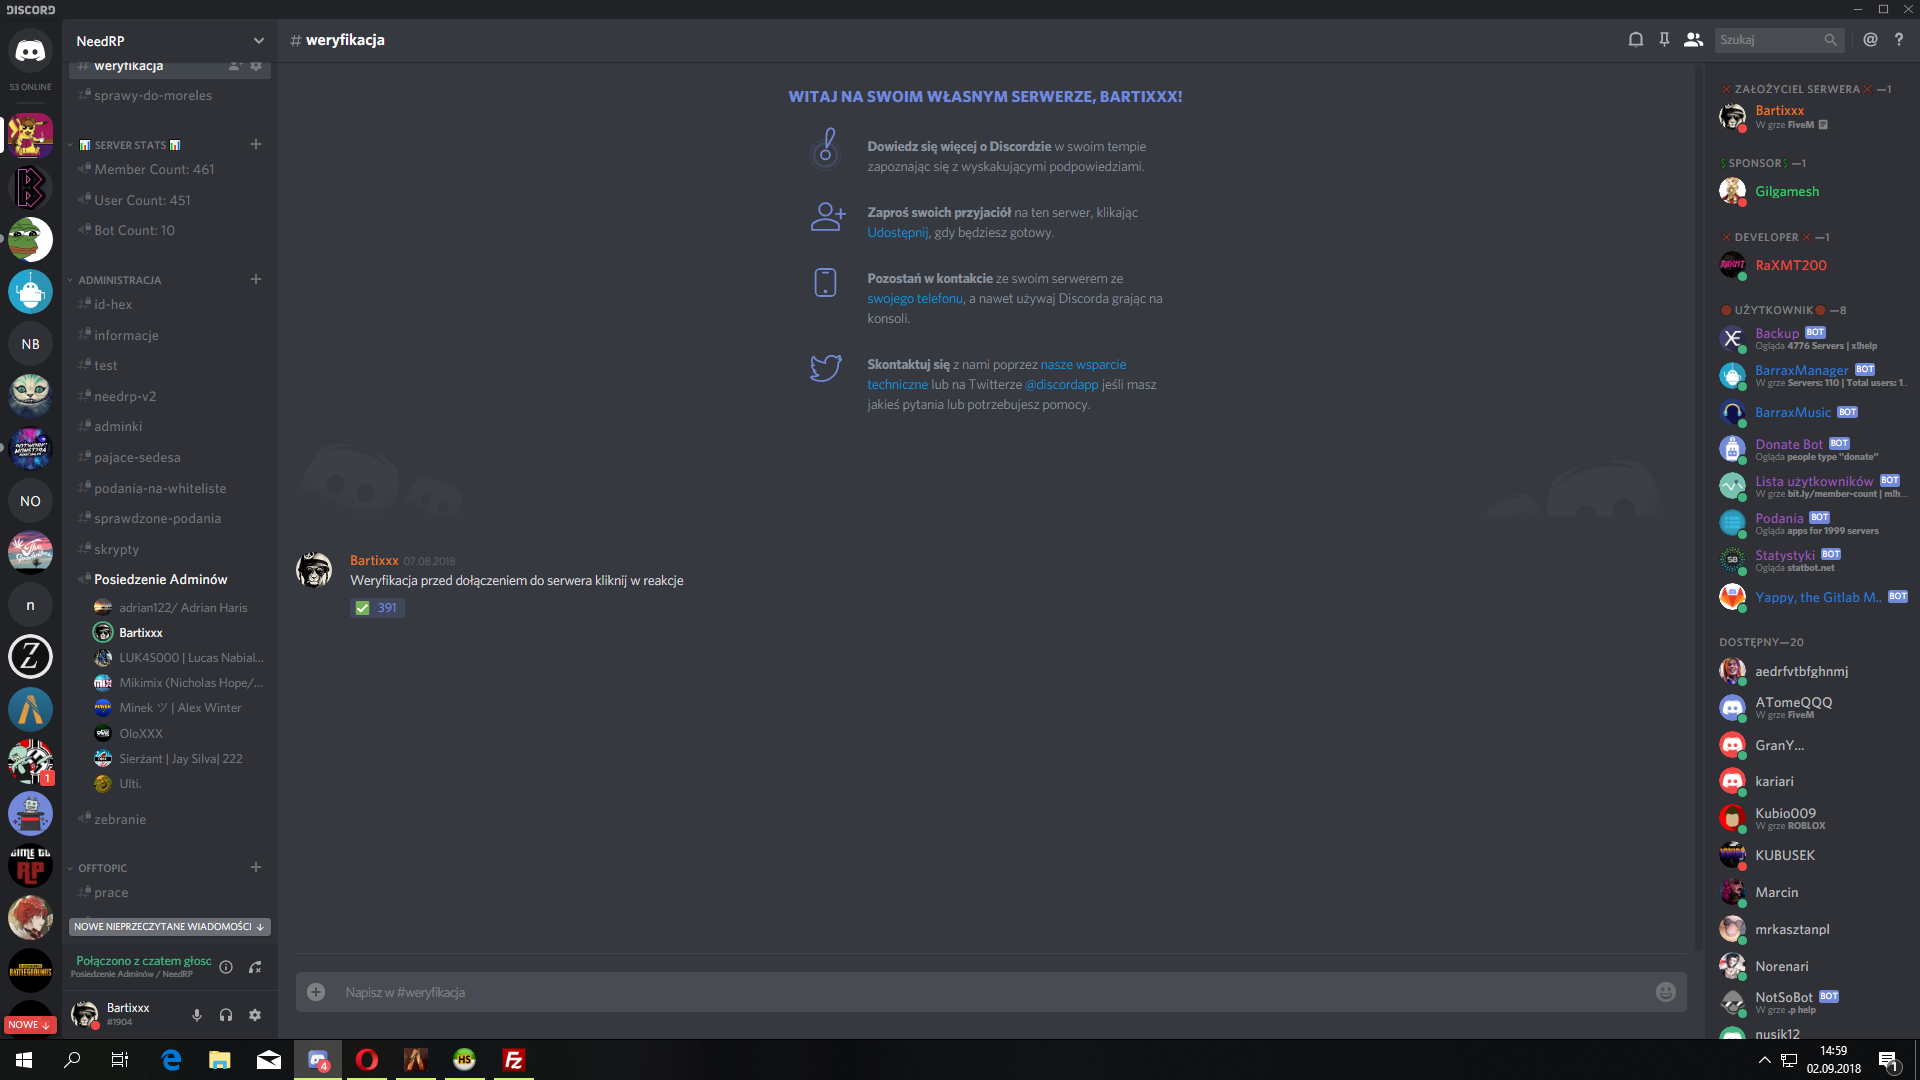 DISCORD
53 ONLINE
NB
NO
n
Z
1
GIME TO
RP
BATTLEGROUNDS
NOWE ↓
NeedRP
# weryfikacja
sprawy-do-moreles
📊 SERVER STATS 📊
Member Count: 461
User Count: 451
Bot Count: 10
ADMINISTRACJA
id-hex
informacje
test
needrp-v2
adminki
pajace-sedesa
podania-na-whiteliste
sprawdzone-podania
skrypty
Posiedzenie Adminów
adrian122/ Adrian Haris
Bartixxx
LUK4S000 | Lucas Nabial...
Mikimix (Nicholas Hope/...
Minek ツ | Alex Winter
OloXXX
Sierżant| Jay Silva| 222
Ulti.
zebranie
OFFTOPIC
prace
NOWE NIEPRZECZYTANE WIADOMOŚCI ↓
Połączono z czatem głosc
Posiedzenie Adminów / NeedRP
Bartixxx
#1904
# weryfikacja
Szukaj
@ ?
WITAJ NA SWOIM WŁASNYM SERWERZE, BARTIXXX!
Dowiedz się więcej o Discordzie w swoim tempie
zapoznając się z wyskakującymi podpowiedziami.
Zaproś swoich przyjaciół na ten serwer, klikając
Udostępnij, gdy będziesz gotowy.
Pozostań w kontakcie ze swoim serwerem ze
swojego telefonu, a nawet używaj Discorda grając na
konsoli.
Skontaktuj się z nami poprzez nasze wsparcie
techniczne lub na Twitterze @discordapp jeśli masz
jakieś pytania lub potrzebujesz pomocy.
Bartixxx 07.08.2018
Weryfikacja przed dołączeniem do serwera kliknij w reakcje
✅ 391
Napisz w #weryfikacja
❌ ZAŁOŻYCIEL SERWERA ❌ —1
Bartixxx
W grze FiveM
$ SPONSOR $ —1
Gilgamesh
❌ DEVELOPER ❌ —1
RaXMT200
🔴 UŻYTKOWNIK 🔴 —8
Backup BOT
Ogląda 4776 Servers | x!help
BarraxManager BOT
W grze Servers: 110 | Total users: 1..
BarraxMusic BOT
Donate Bot BOT
Ogląda people type "donate"
Lista użytkowników BOT
W grze bit.ly/member-count | m!h...
Podania BOT
Ogląda apps for 1999 servers
Statystyki BOT
Ogląda statbot.net
Yappy, the Gitlab M.. BOT
DOSTĘPNY—20
aedrfvtbfghnmj
ATomeQQQ
W grze FiveM
GranY...
kariari
Kubio009
W grze ROBLOX
KUBUSEK
Marcin
mrkasztanpl
Norenari
NotSoBot BOT
W grze .p help
nusik12
4
HS
FZ
14:59
02.09.2018
1